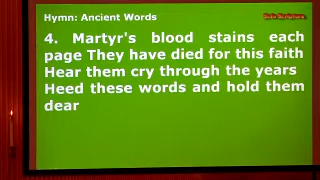 Hymn: Ancient Words
4. Martyr's blood stains each
page They have died for this faith
Hear them cry through the years
Heed these words and hold them
dear